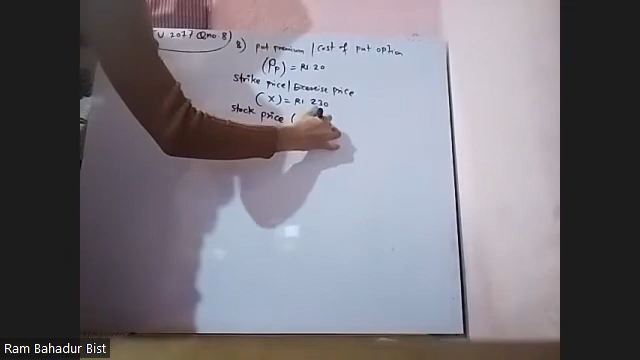 U 2077 (Q.no. 8)
8) put premium / cost of put option
(Pp) = Rs. 20
Strike price / Exercise price
(X) = Rs. 230
Stock price (
Ram Bahadur Bist